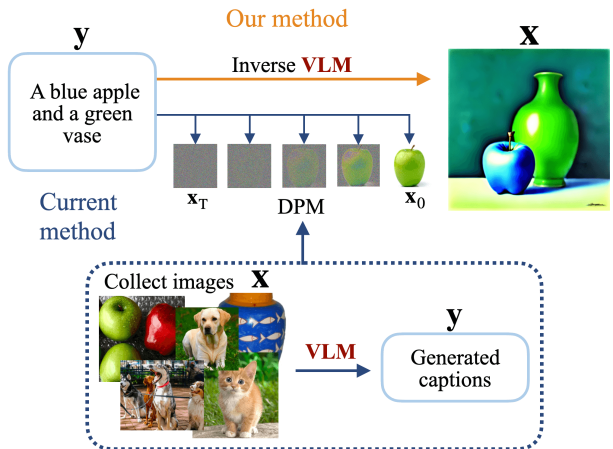 Our method
y
x
Inverse VLM
A blue apple
and a green
vase
x_T
DPM
x_0
Current
method
Collect images x
y
VLM
Generated
captions